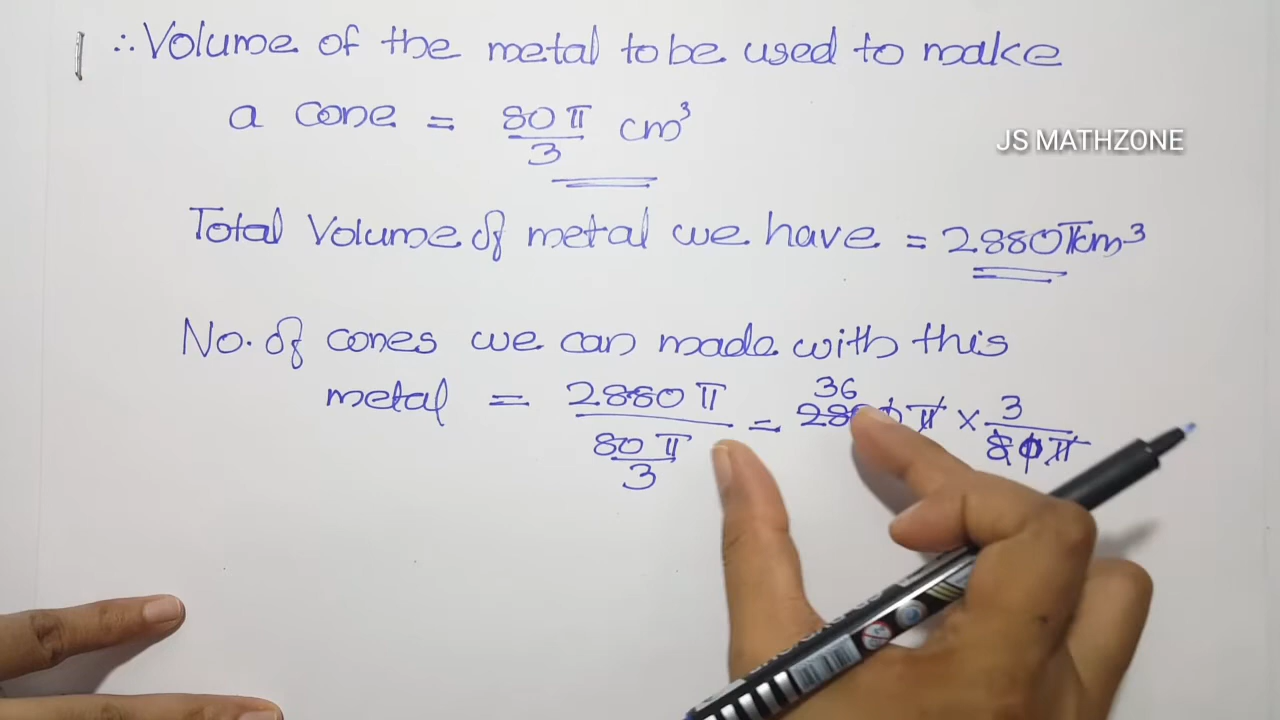 ∴ Volume of the metal to be used to make
a cone = 80π/3 cm³
JS MATHZONE
Total Volume of metal we have = 2880π cm³
No. of cones we can made with this
36
metal = 2880π / (80π/3) = 2880π × 3/80π